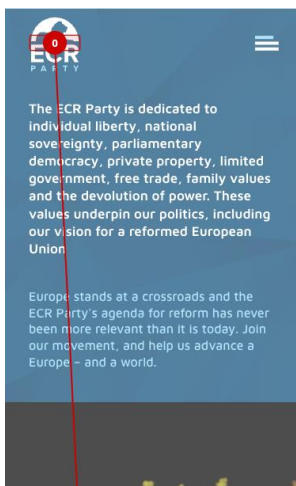 0
ECR
PARTY
The ECR Party is dedicated to
individual liberty, national
sovereignty, parliamentary
democracy, private property, limited
government, free trade, family values
and the devolution of power. These
values underpin our politics, including
our vision for a reformed European
Union
Europe stands at a crossroads and the
ECR Party's agenda for reform has never
been more relevant than it is today. Join
our movement, and help us advance a
Europe – and a world.